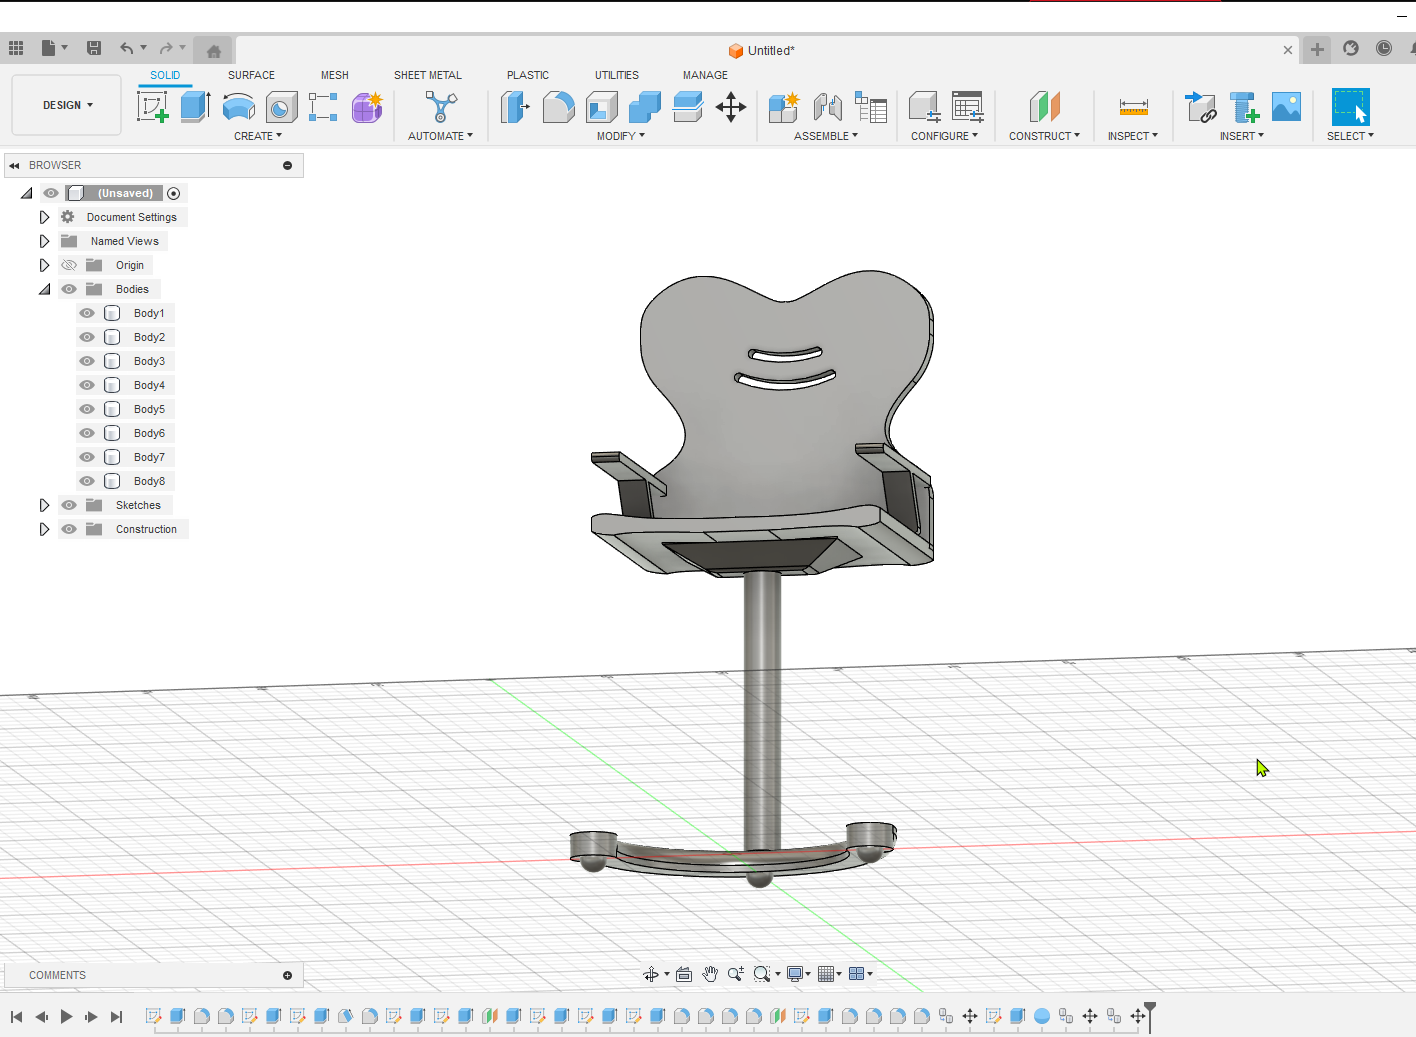 Untitled*
SOLID SURFACE MESH SHEET METAL PLASTIC UTILITIES MANAGE
DESIGN
CREATE AUTOMATE MODIFY ASSEMBLE CONFIGURE CONSTRUCT INSPECT INSERT SELECT
BROWSER
(Unsaved)
Document Settings
Named Views
Origin
Bodies
Body1
Body2
Body3
Body4
Body5
Body6
Body7
Body8
Sketches
Construction
COMMENTS